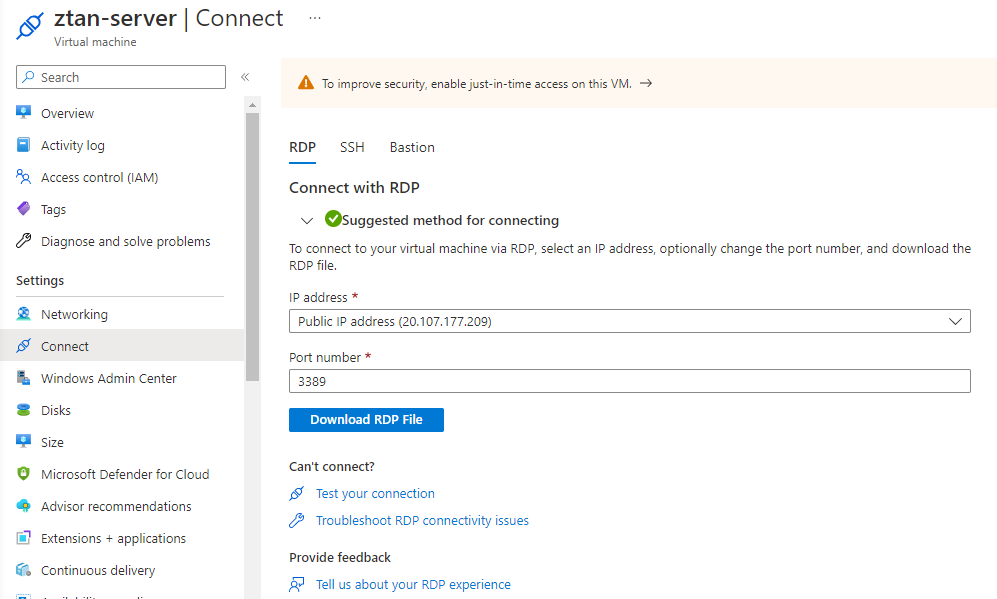 ztan-server | Connect ...
Virtual machine
Search
«
Overview
Activity log
Access control (IAM)
Tags
Diagnose and solve problems
Settings
Networking
Connect
Windows Admin Center
Disks
Size
Microsoft Defender for Cloud
Advisor recommendations
Extensions + applications
Continuous delivery
To improve security, enable just-in-time access on this VM. →
RDP SSH Bastion
Connect with RDP
Suggested method for connecting
To connect to your virtual machine via RDP, select an IP address, optionally change the port number, and download the
RDP file.
IP address *
Public IP address (20.107.177.209)
Port number *
3389
Download RDP File
Can't connect?
Test your connection
Troubleshoot RDP connectivity issues
Provide feedback
Tell us about your RDP experience